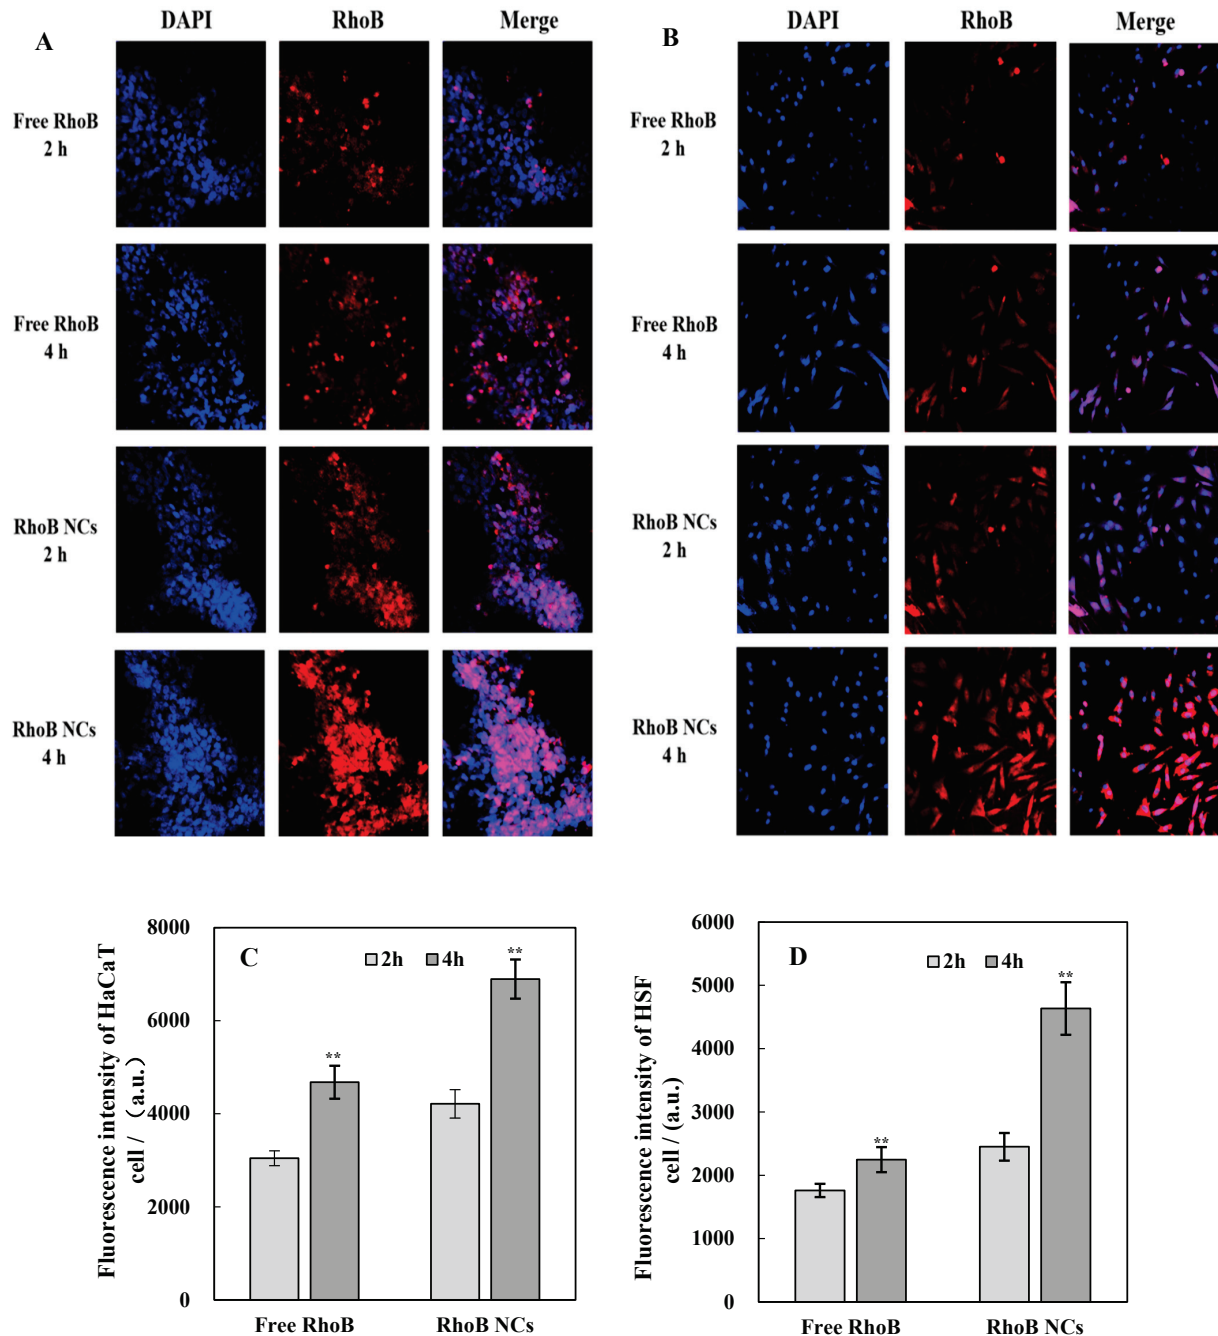 A
DAPI RhoB Merge
Free RhoB
2 h
Free RhoB
4 h
RhoB NCs
2 h
RhoB NCs
4 h
B
DAPI RhoB Merge
Free RhoB
2 h
Free RhoB
4 h
RhoB NCs
2 h
RhoB NCs
4 h
C
Fluorescence intensity of HaCaT
cell /（a.u.）
8000
6000
4000
2000
0
2h 4h
**
**
Free RhoB RhoB NCs
D
Fluorescence intensity of HSF
cell / (a.u.)
6000
5000
4000
3000
2000
1000
0
2h 4h
**
**
Free RhoB RhoB NCs